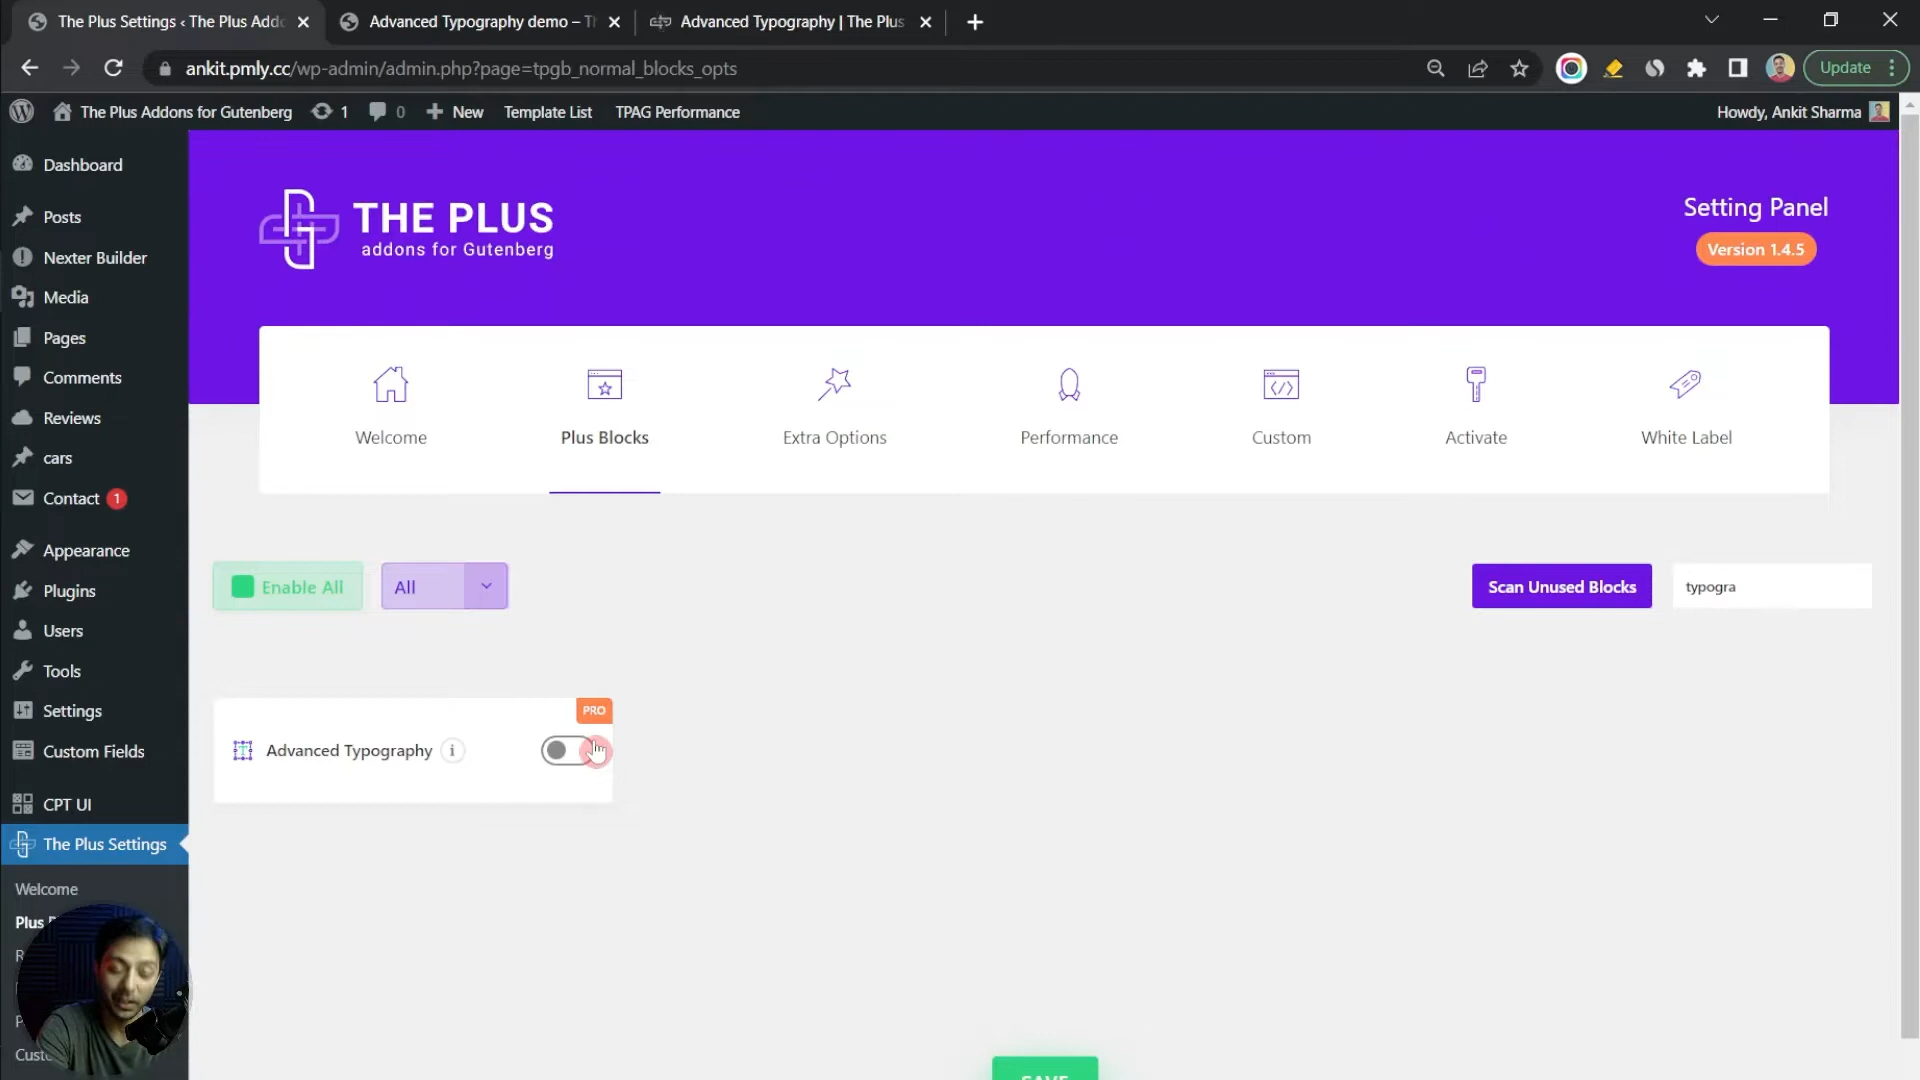 The Plus Settings ‹ The Plus Add
Advanced Typography demo – Th
Advanced Typography | The Plus
ankit.pmly.cc/wp-admin/admin.php?page=tpgb_normal_blocks_opts
Update
The Plus Addons for Gutenberg
1
0
New
Template List
TPAG Performance
Howdy, Ankit Sharma
Dashboard
Posts
Nexter Builder
Media
Pages
Comments
Reviews
cars
Contact 1
Appearance
Plugins
Users
Tools
Settings
Custom Fields
CPT UI
The Plus Settings
Welcome
Plus
Custo
THE PLUS
addons for Gutenberg
Setting Panel
Version 1.4.5
Welcome
Plus Blocks
Extra Options
Performance
Custom
Activate
White Label
Enable All
All
Scan Unused Blocks
typogra
PRO
Advanced Typography i
SAVE